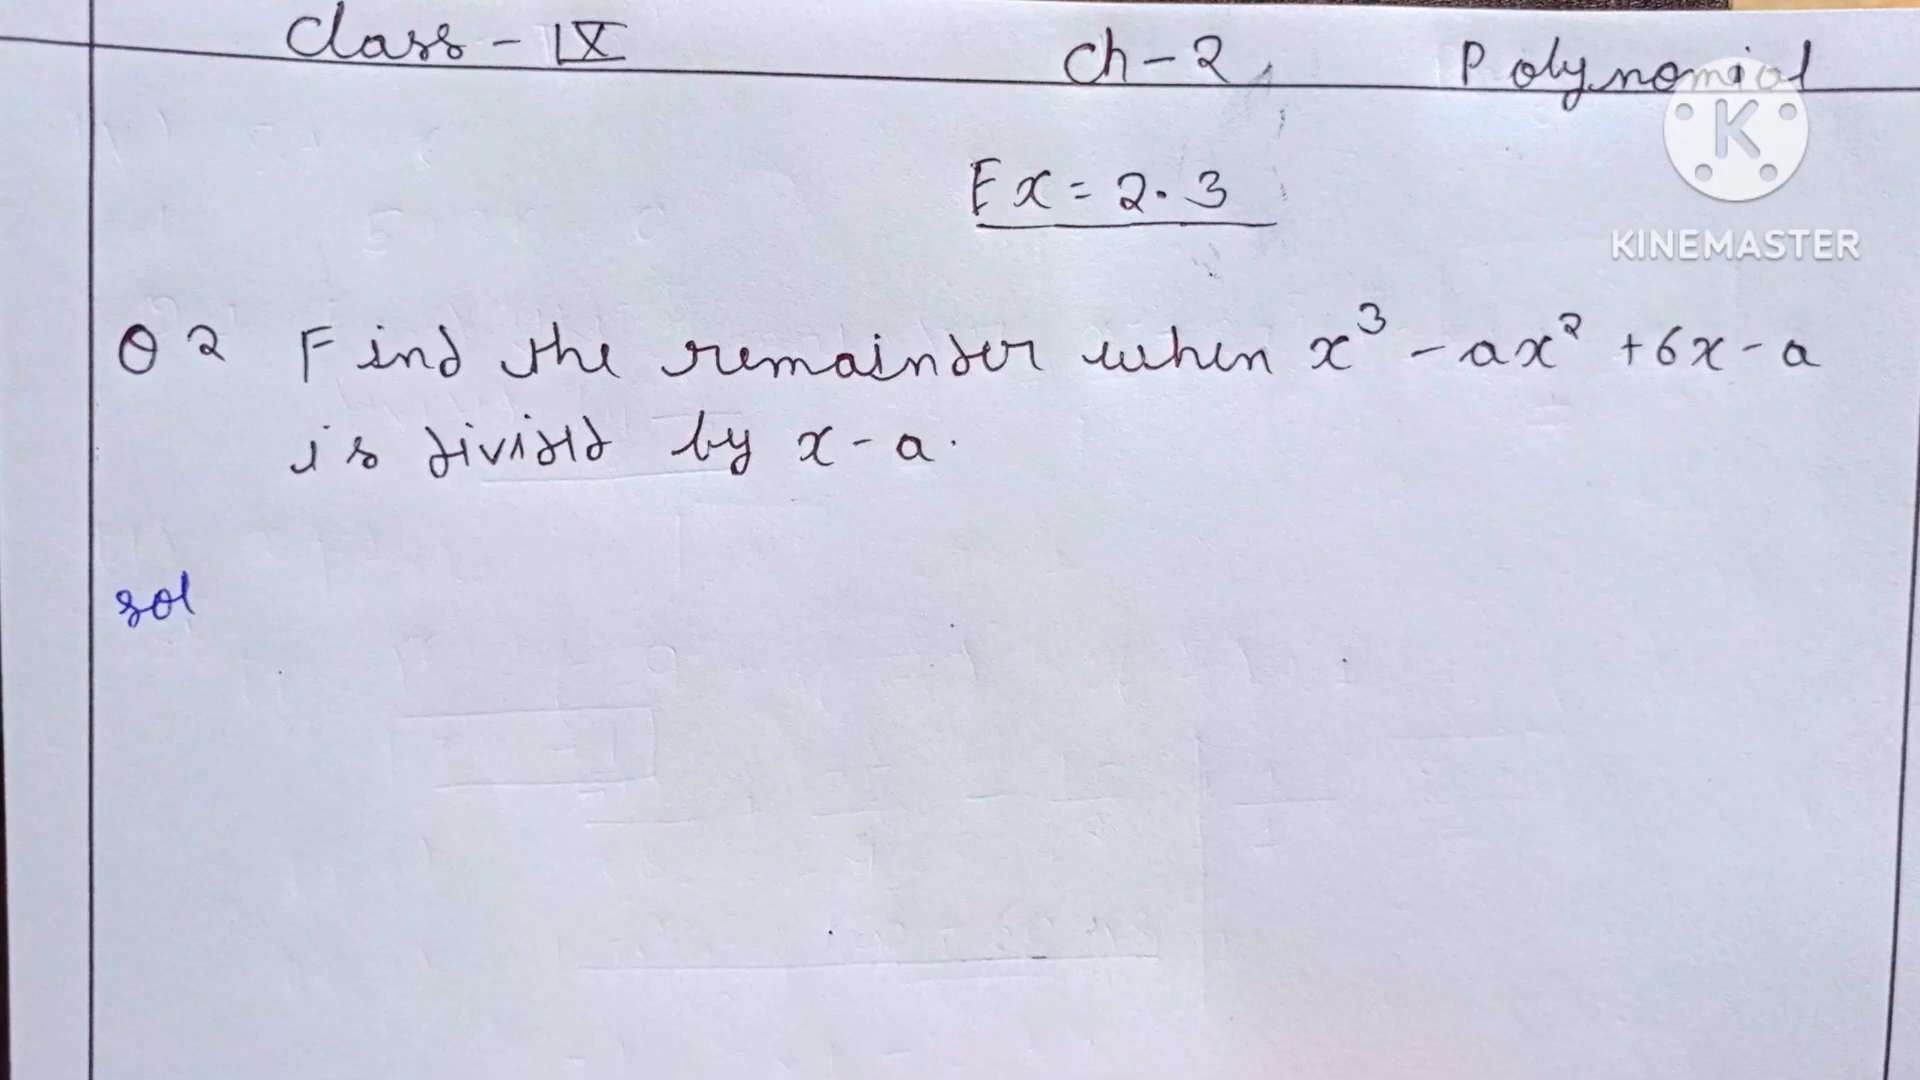 Class - IX Ch - 2, Polynomial
Ex = 2.3
KINEMASTER
Q 2 Find the remainder when x³ - ax² + 6x - a
is divided by x - a.
sol